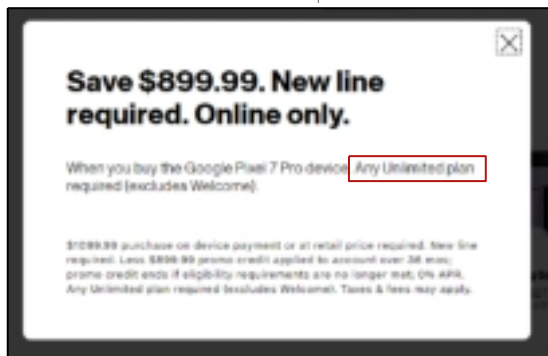 Save $899.99. New line
required. Online only.
When you buy the Google Pixel 7 Pro device. Any Unlimited plan
required (excludes Welcome).
$1099.99 purchase on device payment or at retail price required. New line
required. Less $899.99 promo credit applied to account over 36 mos;
promo credit ends if eligibility requirements are no longer met; 0% APR.
Any Unlimited plan required (excludes Welcome). Taxes & fees may apply.